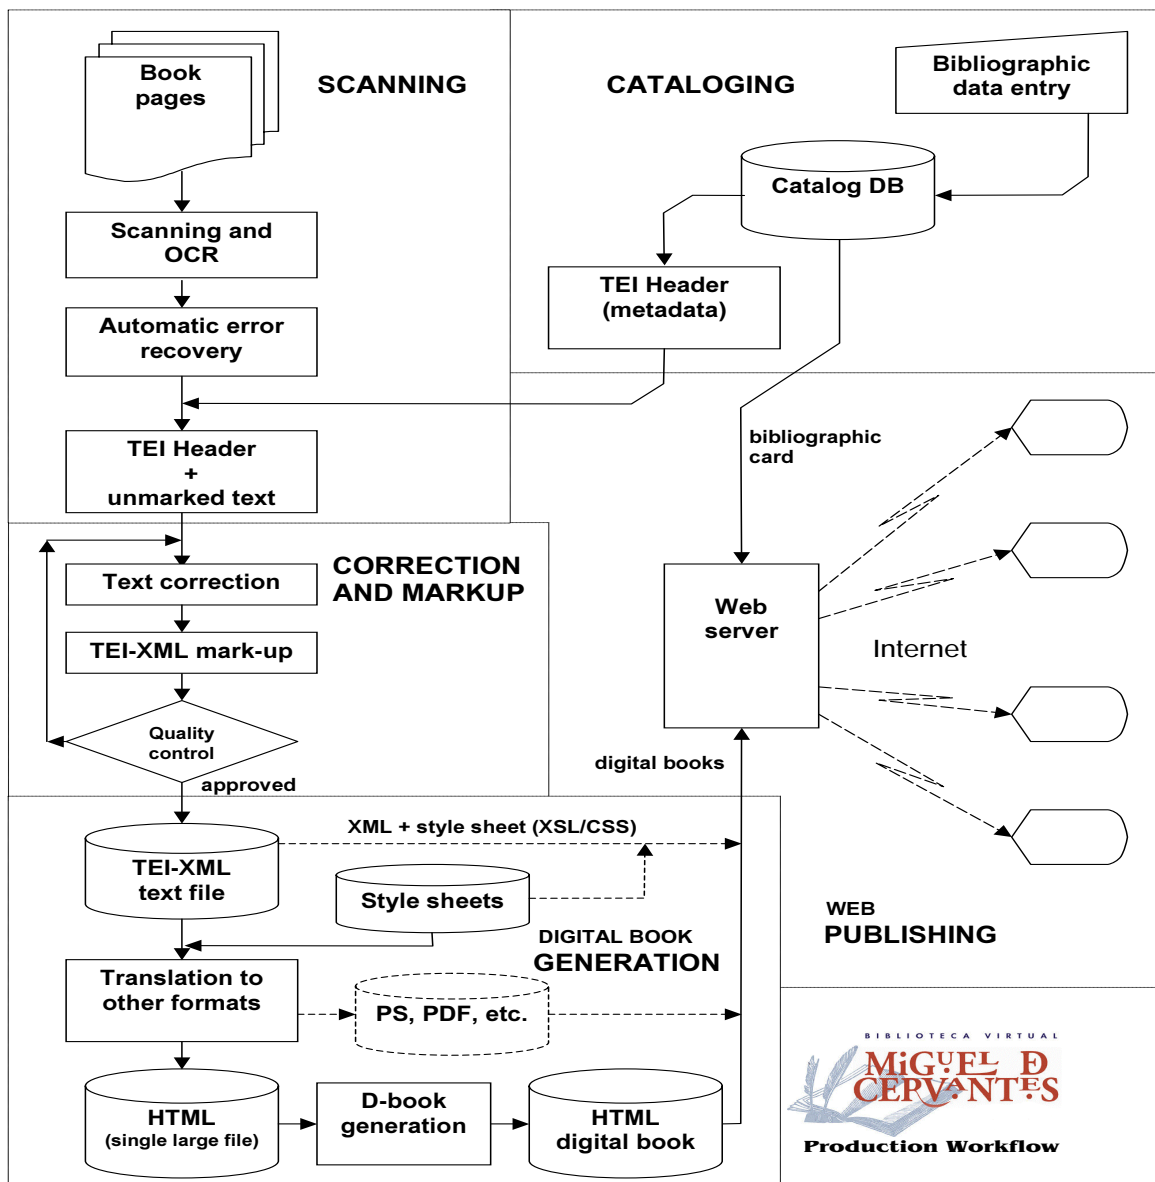 Book
pages
SCANNING
Scanning and
OCR
Automatic error
recovery
TEI Header
+
unmarked text
CATALOGING
Bibliographic
data entry
Catalog DB
TEI Header
(metadata)
bibliographic
card
CORRECTION
AND MARKUP
Text correction
TEI-XML mark-up
Quality
control
approved
Web
server
Internet
digital books
WEB
PUBLISHING
XML + style sheet (XSL/CSS)
TEI-XML
text file
Style sheets
DIGITAL BOOK
GENERATION
Translation to
other formats
PS, PDF, etc.
HTML
(single large file)
D-book
generation
HTML
digital book
BIBLIOTECA VIRTUAL
MiGUEL DE
CERVANTES
Production Workflow